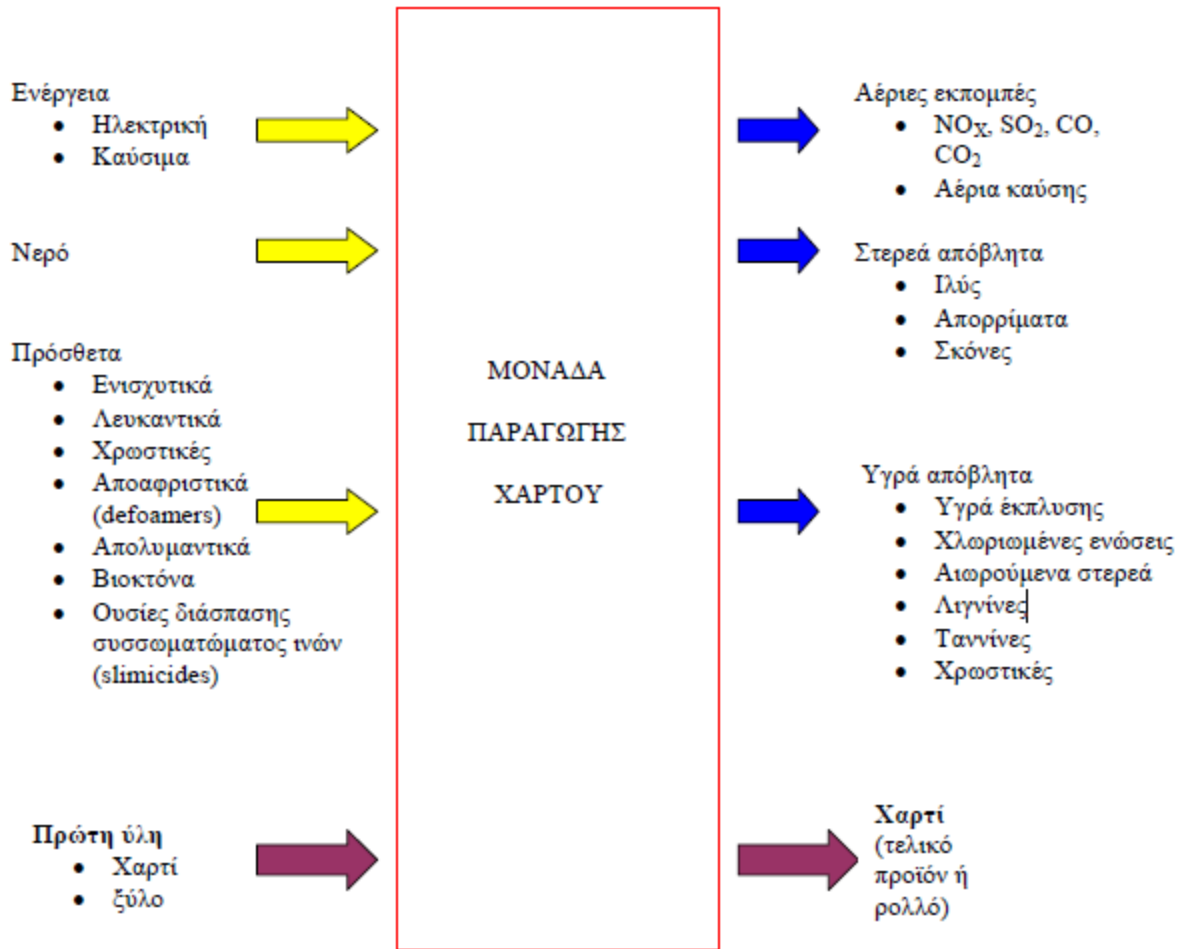 Ενέργεια
• Ηλεκτρική
• Καύσιμα
Νερό
Πρόσθετα
• Ενισχυτικά
• Λευκαντικά
• Χρωστικές
• Αποαφριστικά
(defoamers)
• Απολυμαντικά
• Βιοκτόνα
• Ουσίες διάσπασης
συσσωματώματος ινών
(slimicides)
Πρώτη ύλη
• Χαρτί
• ξύλο
ΜΟΝΑΔΑ
ΠΑΡΑΓΩΓΗΣ
ΧΑΡΤΟΥ
Αέριες εκπομπές
• NOX, SO2, CO,
CO2
• Αέρια καύσης
Στερεά απόβλητα
• Ιλύς
• Απορρίματα
• Σκόνες
Υγρά απόβλητα
• Υγρά έκπλυσης
• Χλωριωμένες ενώσεις
• Αιωρούμενα στερεά
• Λιγνίνες
• Ταννίνες
• Χρωστικές
Χαρτί
(τελικό
προϊόν ή
ρολλό)